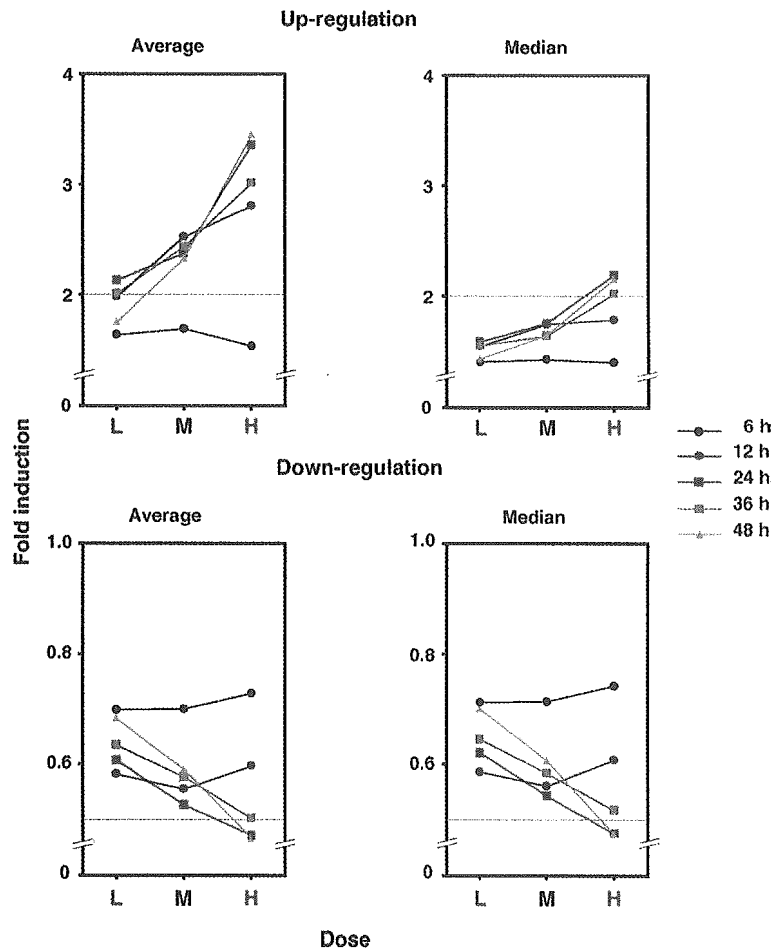 Up-regulation
Average
Median
4
3
2
0
L M H
4
3
2
0
L M H
Fold induction
6 h
12 h
24 h
36 h
48 h
Down-regulation
Average
Median
1.0
0.8
0.6
0
L M H
1.0
0.8
0.6
0
L M H
Dose